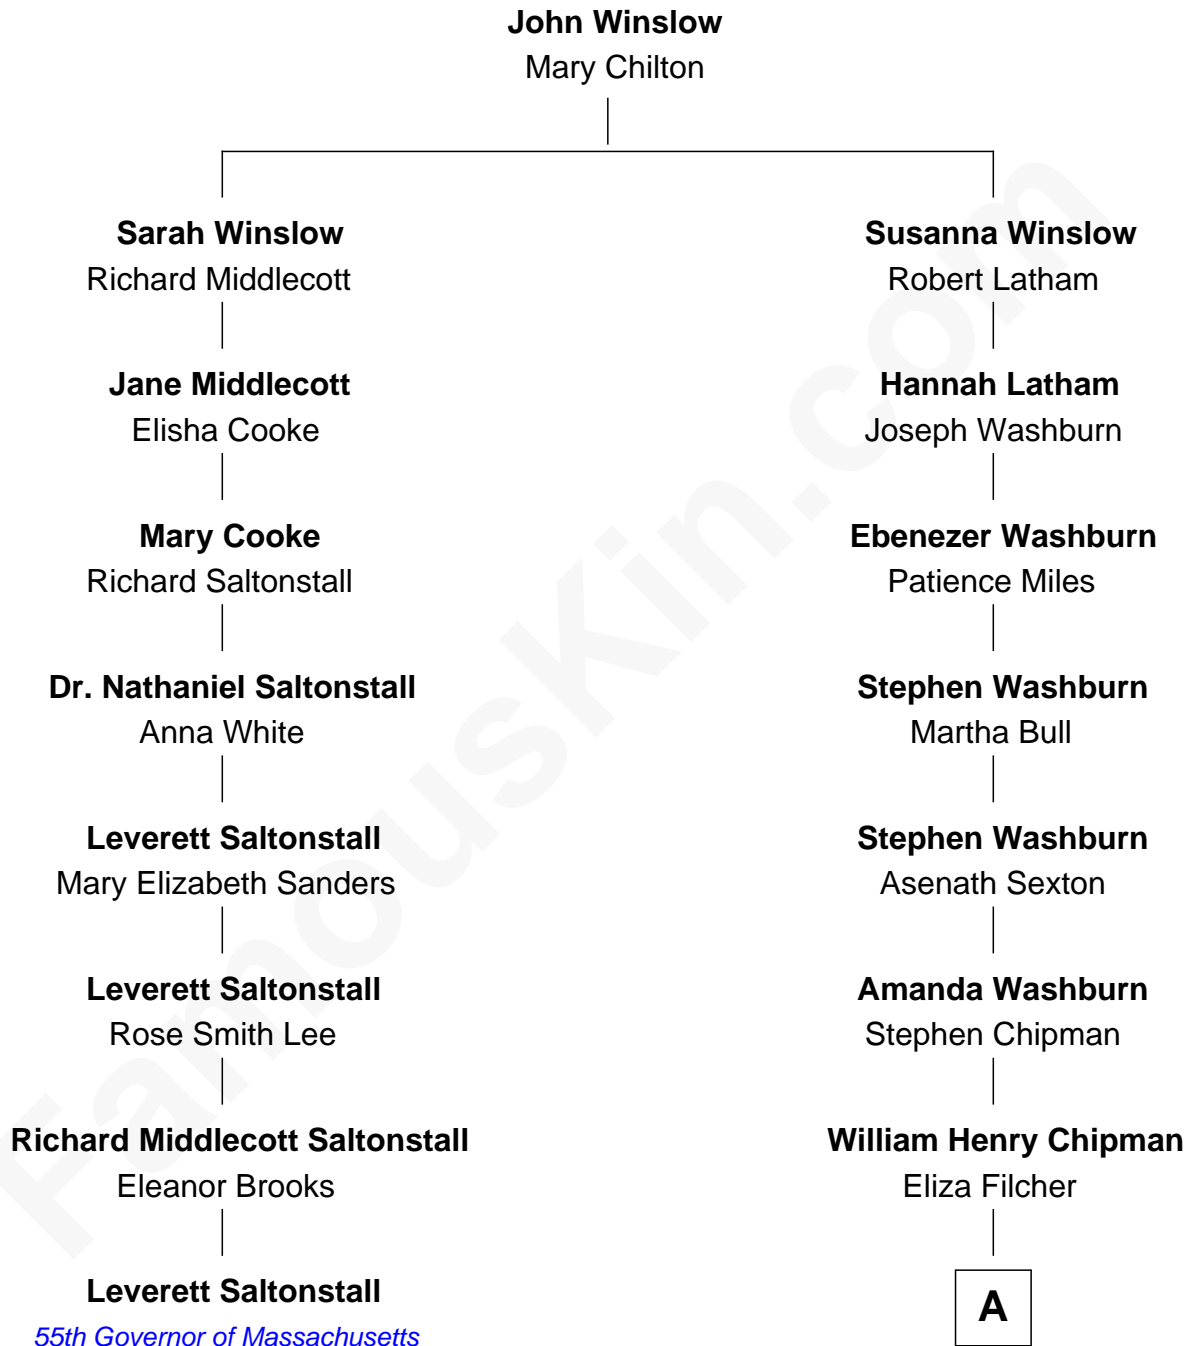 John Winslow
Mary Chilton
Sarah Winslow
Richard Middlecott
Susanna Winslow
Robert Latham
Jane Middlecott
Elisha Cooke
Hannah Latham
Joseph Washburn
Mary Cooke
Richard Saltonstall
Ebenezer Washburn
Patience Miles
Dr. Nathaniel Saltonstall
Anna White
Stephen Washburn
Martha Bull
Leverett Saltonstall
Mary Elizabeth Sanders
Stephen Washburn
Asenath Sexton
Leverett Saltonstall
Rose Smith Lee
Amanda Washburn
Stephen Chipman
Richard Middlecott Saltonstall
Eleanor Brooks
William Henry Chipman
Eliza Filcher
Leverett Saltonstall
55th Governor of Massachusetts
A
FamousKin.com